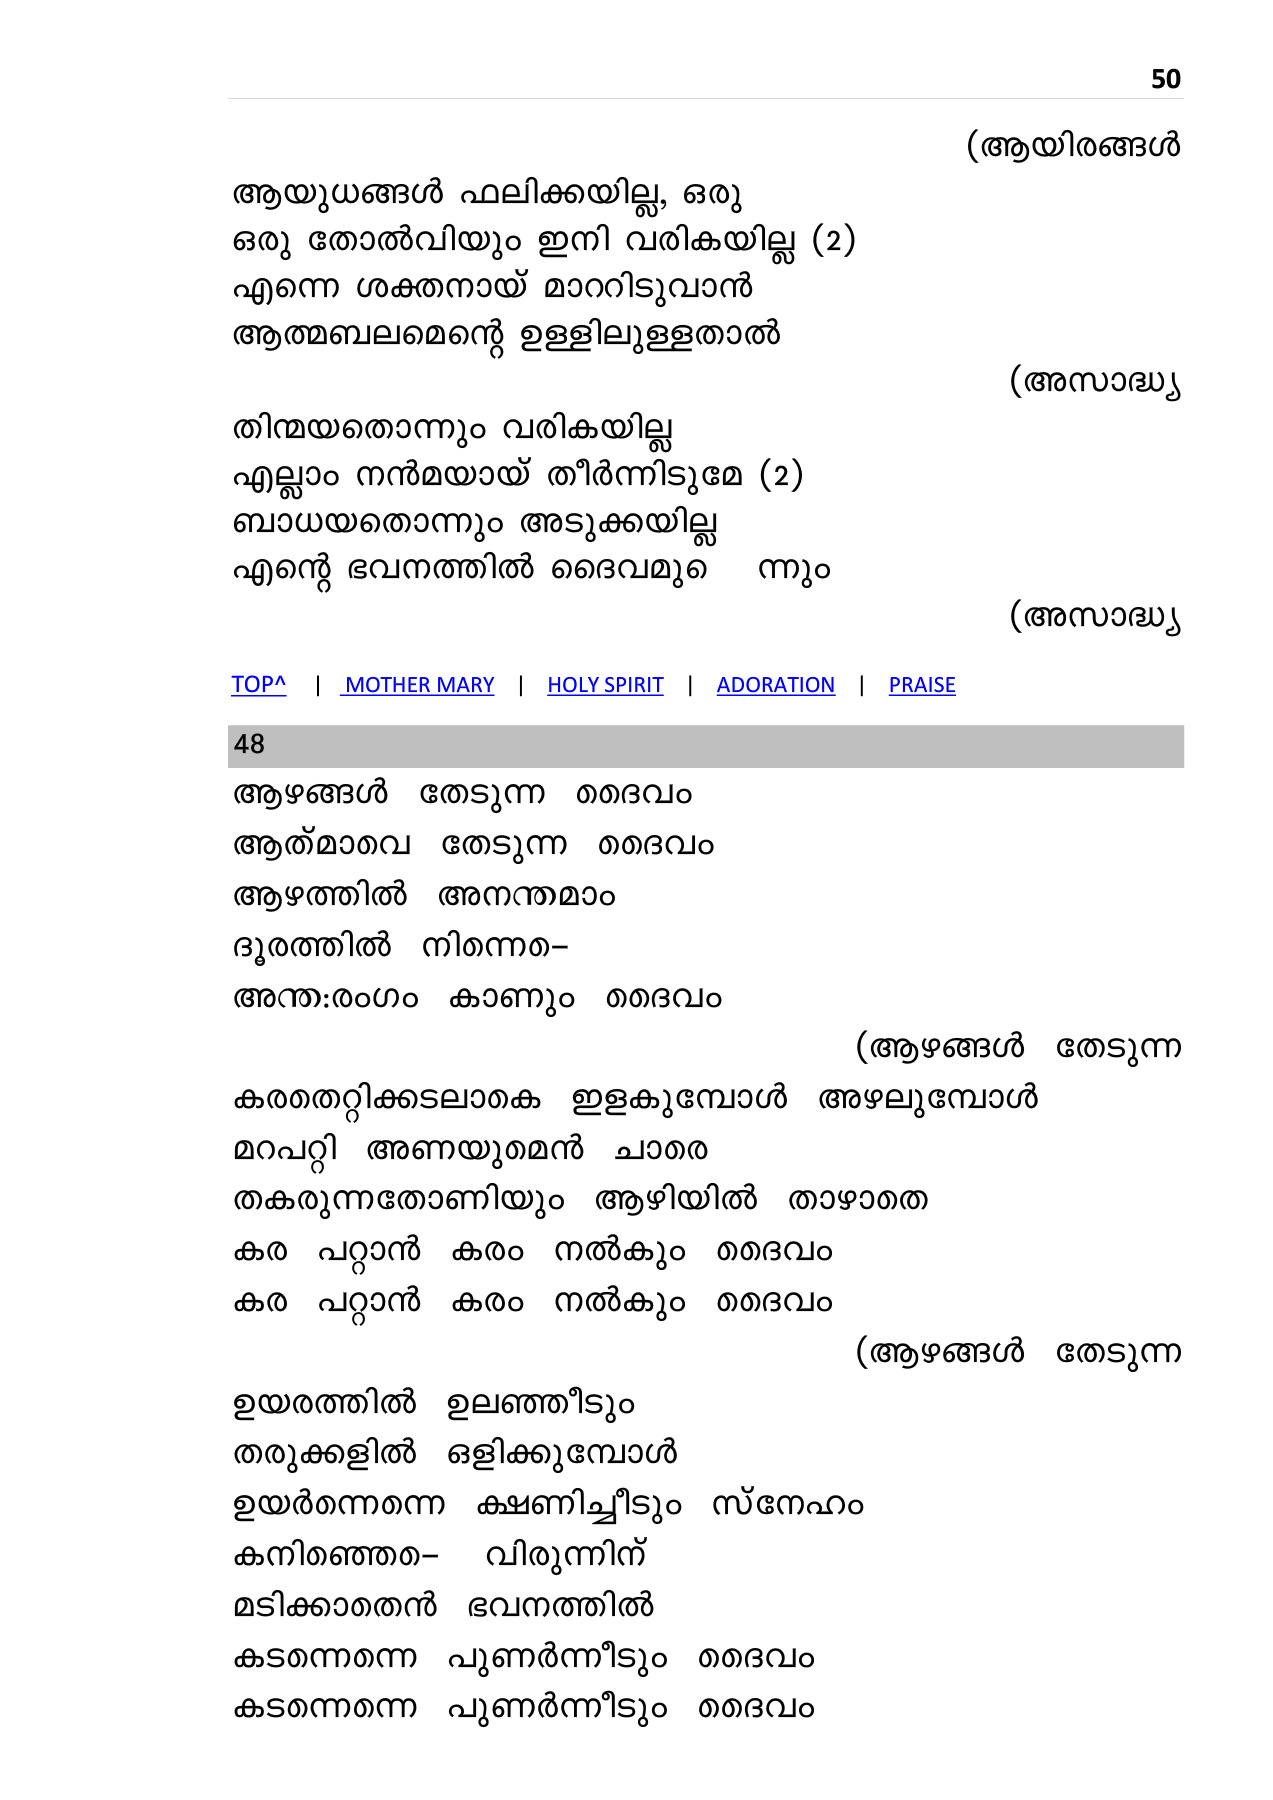 50
(ആയിരങ്ങൾ
ആയുധങ്ങൾ ഫലിക്കയില്ല, ഒരു
ഒരു തോൽവിയും ഇനി വരികയില്ല (2)
എന്നെ ശക്തനായ് മാററിടുവാൻ
ആത്മബലമെന്റെ ഉള്ളിലുള്ളതാൽ
(അസാദ്ധ്യ
തിന്മയതൊന്നും വരികയില്ല
എല്ലാം നൻമയായ് തീർന്നിടുമേ (2)
ബാധയതൊന്നും അടുക്കയില്ല
എന്റെ ഭവനത്തിൽ ദൈവമുെ ന്നും
(അസാദ്ധ്യ
TOP^ | MOTHER MARY | HOLY SPIRIT | ADORATION | PRAISE
48
ആഴങ്ങൾ തേടുന്ന ദൈവം
ആത്‌മാവെ തേടുന്ന ദൈവം
ആഴത്തിൽ അനന്തമാം
ദൂരത്തിൽ നിന്നെെ–
അന്ത:രംഗം കാണും ദൈവം
(ആഴങ്ങൾ തേടുന്ന
കരതെറ്റിക്കടലാകെ ഇളകുമ്പോൾ അഴലുമ്പോൾ
മറപറ്റി അണയുമെൻ ചാരെ
തകരുന്നതോണിയും ആഴിയിൽ താഴാതെ
കര പറ്റാൻ കരം നൽകും ദൈവം
കര പറ്റാൻ കരം നൽകും ദൈവം
(ആഴങ്ങൾ തേടുന്ന
ഉയരത്തിൽ ഉലഞ്ഞീടും
തരുക്കളിൽ ഒളിക്കുമ്പോൾ
ഉയർന്നെന്നെ ക്ഷണിച്ചീടും സ്നേഹം
കനിഞ്ഞെെ– വിരുന്നിന്
മടിക്കാതെൻ ഭവനത്തിൽ
കടന്നെന്നെ പുണർന്നീടും ദൈവം
കടന്നെന്നെ പുണർന്നീടും ദൈവം